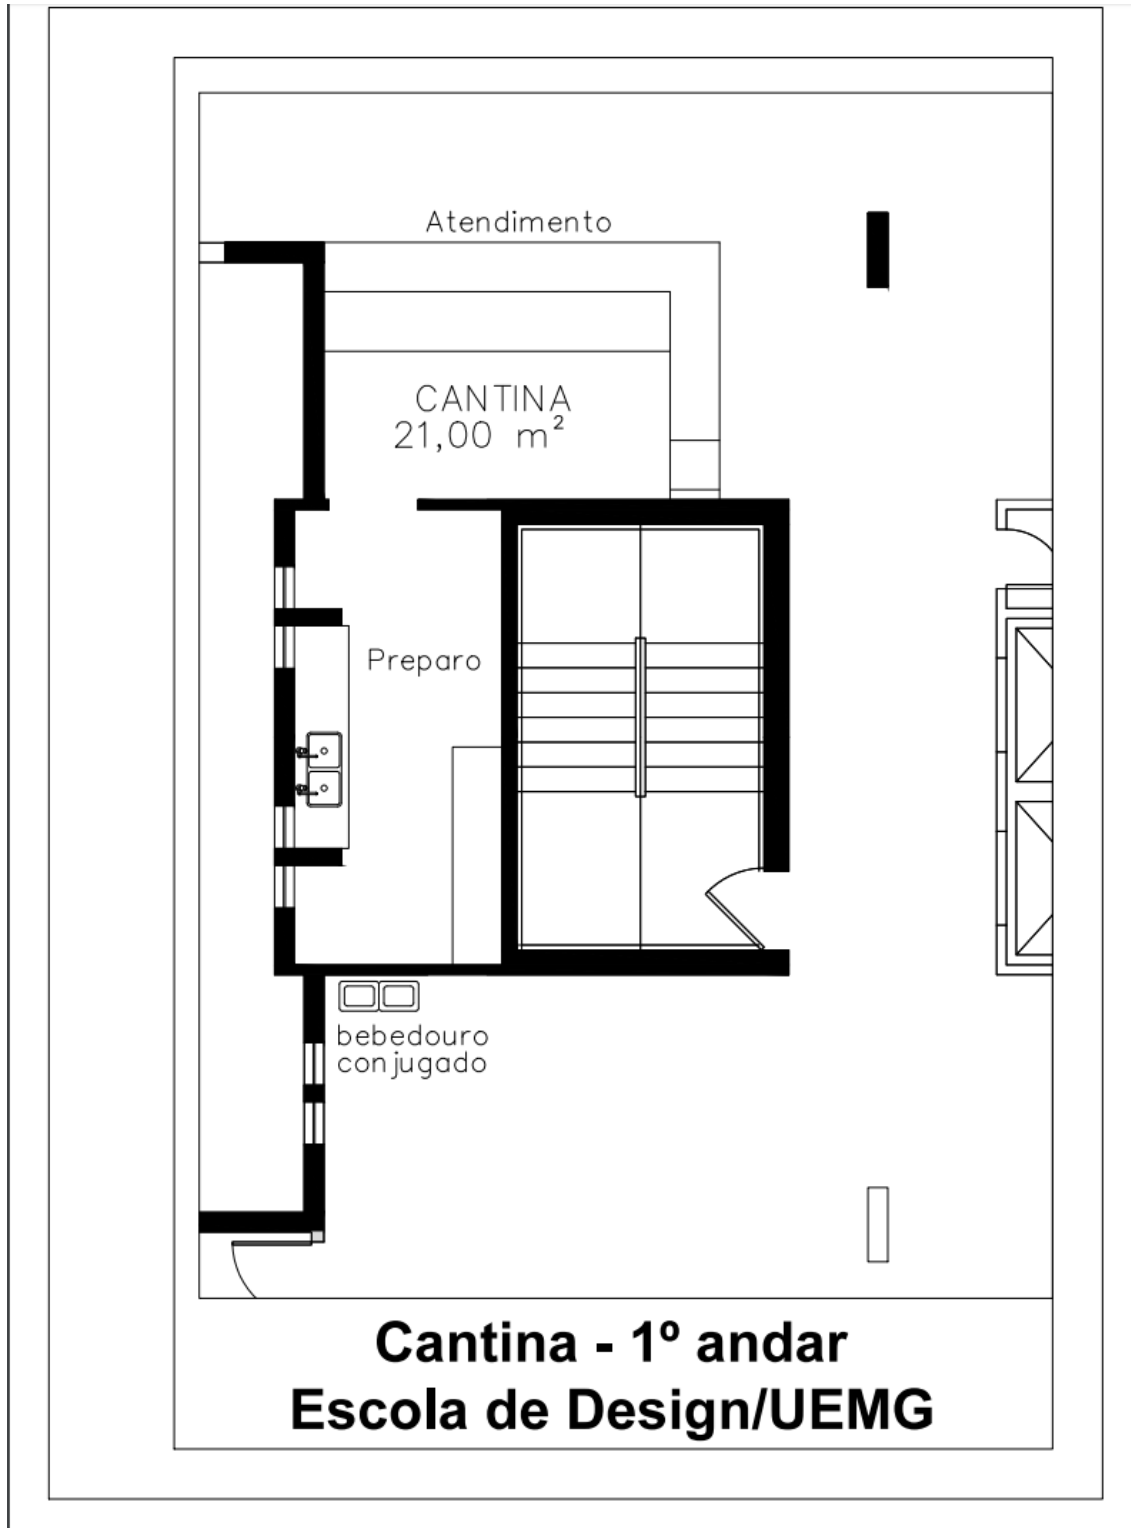 Atendimento
CANTINA
21,00 m²
Preparo
bebedouro
conjugado
Cantina - 1º andar
Escola de Design/UEMG